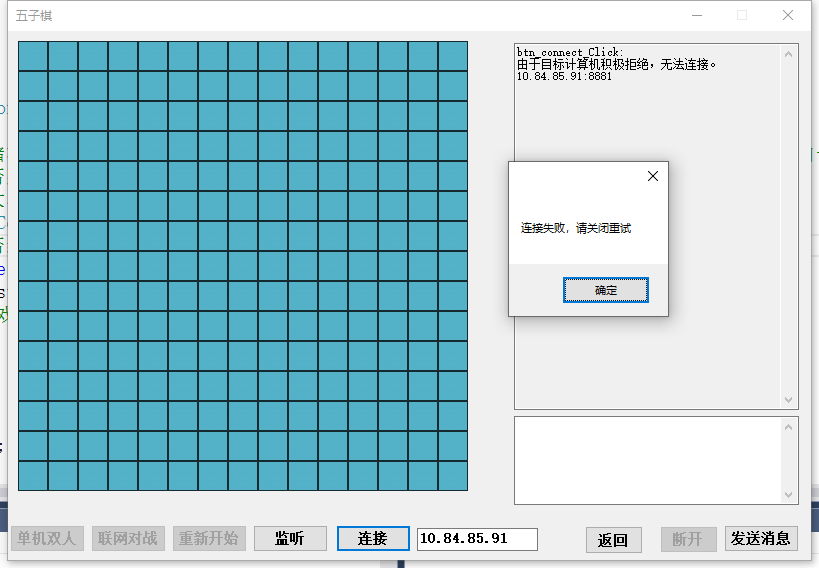 五子棋
btn_connect_Click:
由于目标计算机积极拒绝，无法连接。
10.84.85.91:8881
连接失败，请关闭重试
确定
单机双人 联网对战 重新开始 监听 连接 10.84.85.91 返回 断开 发送消息